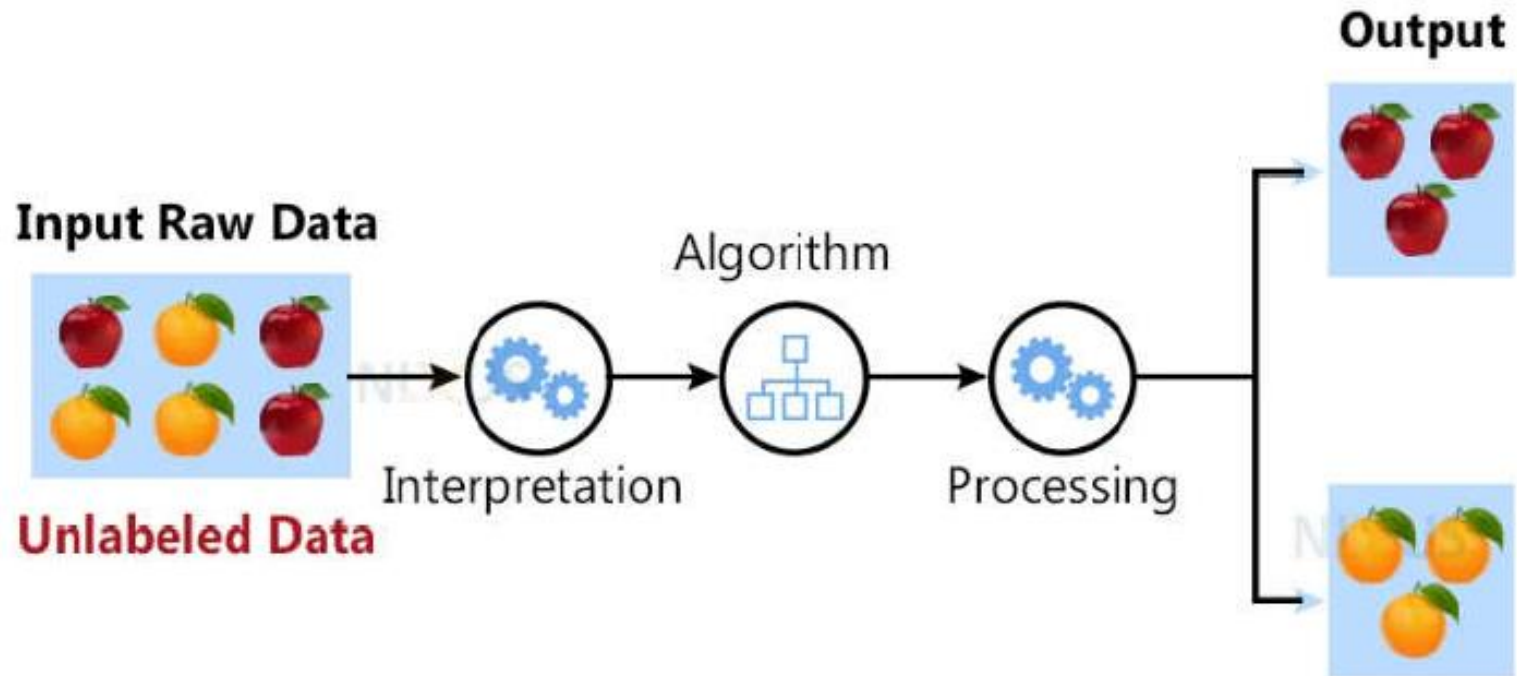 Output
Input Raw Data
Algorithm
Interpretation
Processing
Unlabeled Data